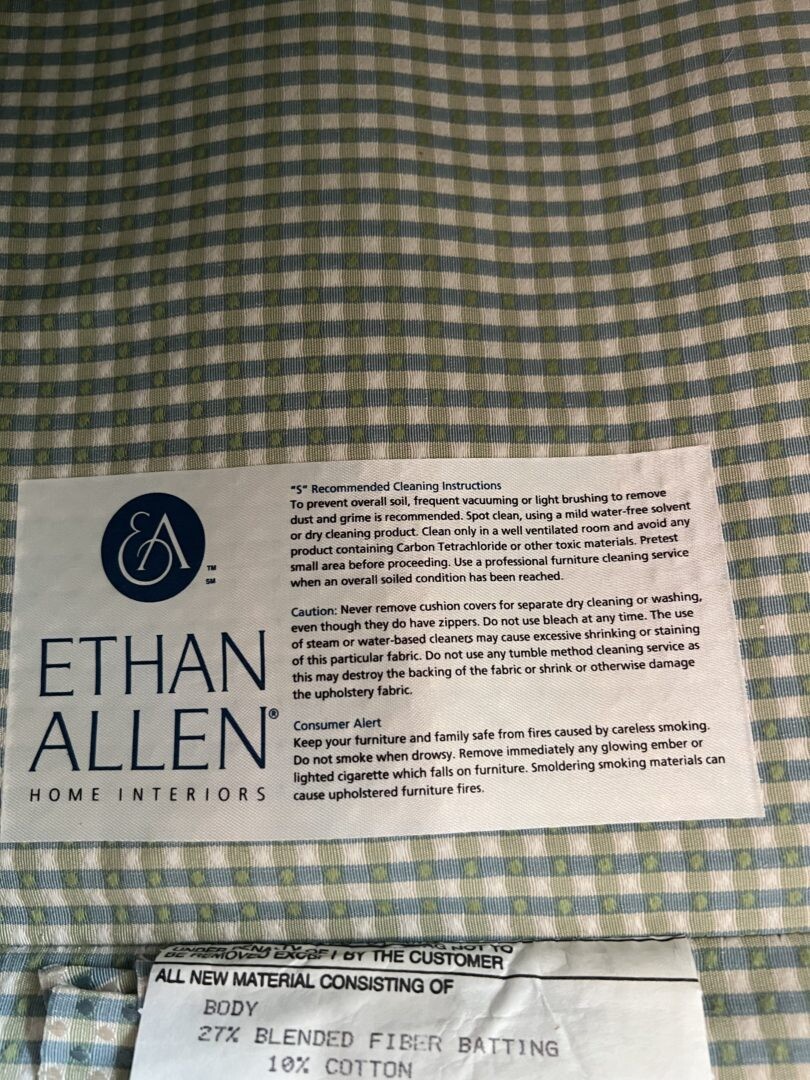 EA
TM
SM
ETHAN
ALLEN®
HOME INTERIORS
"S" Recommended Cleaning Instructions
To prevent overall soil, frequent vacuuming or light brushing to remove
dust and grime is recommended. Spot clean, using a mild water-free solvent
or dry cleaning product. Clean only in a well ventilated room and avoid any
product containing Carbon Tetrachloride or other toxic materials. Pretest
small area before proceeding. Use a professional furniture cleaning service
when an overall soiled condition has been reached.
Caution: Never remove cushion covers for separate dry cleaning or washing,
even though they do have zippers. Do not use bleach at any time. The use
of steam or water-based cleaners may cause excessive shrinking or staining
of this particular fabric. Do not use any tumble method cleaning service as
this may destroy the backing of the fabric or shrink or otherwise damage
the upholstery fabric.
Consumer Alert
Keep your furniture and family safe from fires caused by careless smoking.
Do not smoke when drowsy. Remove immediately any glowing ember or
lighted cigarette which falls on furniture. Smoldering smoking materials can
cause upholstered furniture fires.
UNDER PENALTY OF NOT TO
BE REMOVED EXCEPT BY THE CUSTOMER
ALL NEW MATERIAL CONSISTING OF
BODY
27% BLENDED FIBER BATTING
10% COTTON